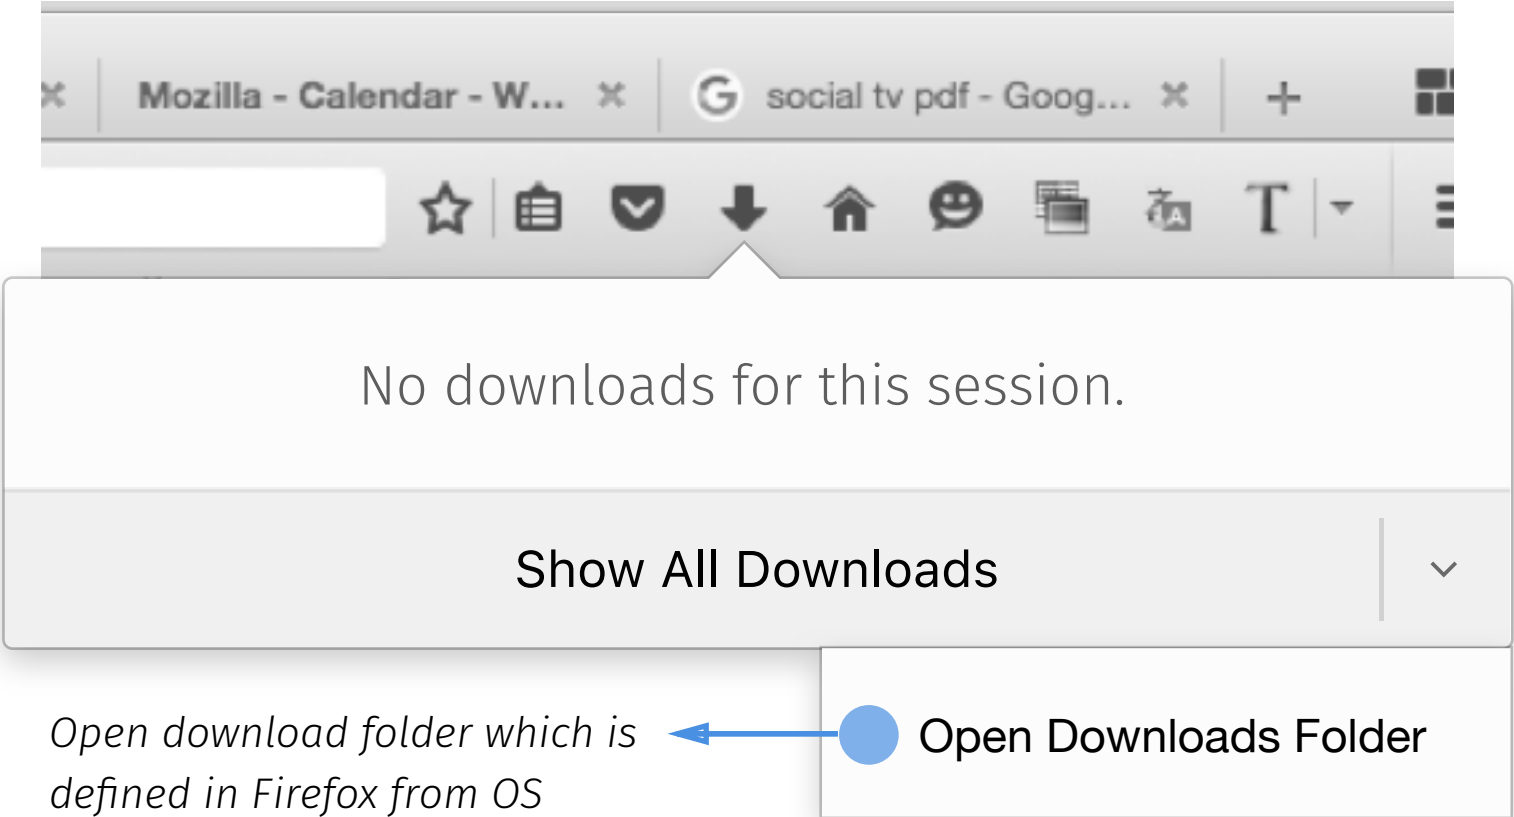 Mozilla - Calendar - W...
G social tv pdf - Goog...
T
No downloads for this session.
Show All Downloads
Open Downloads Folder
Open download folder which is
defined in Firefox from OS